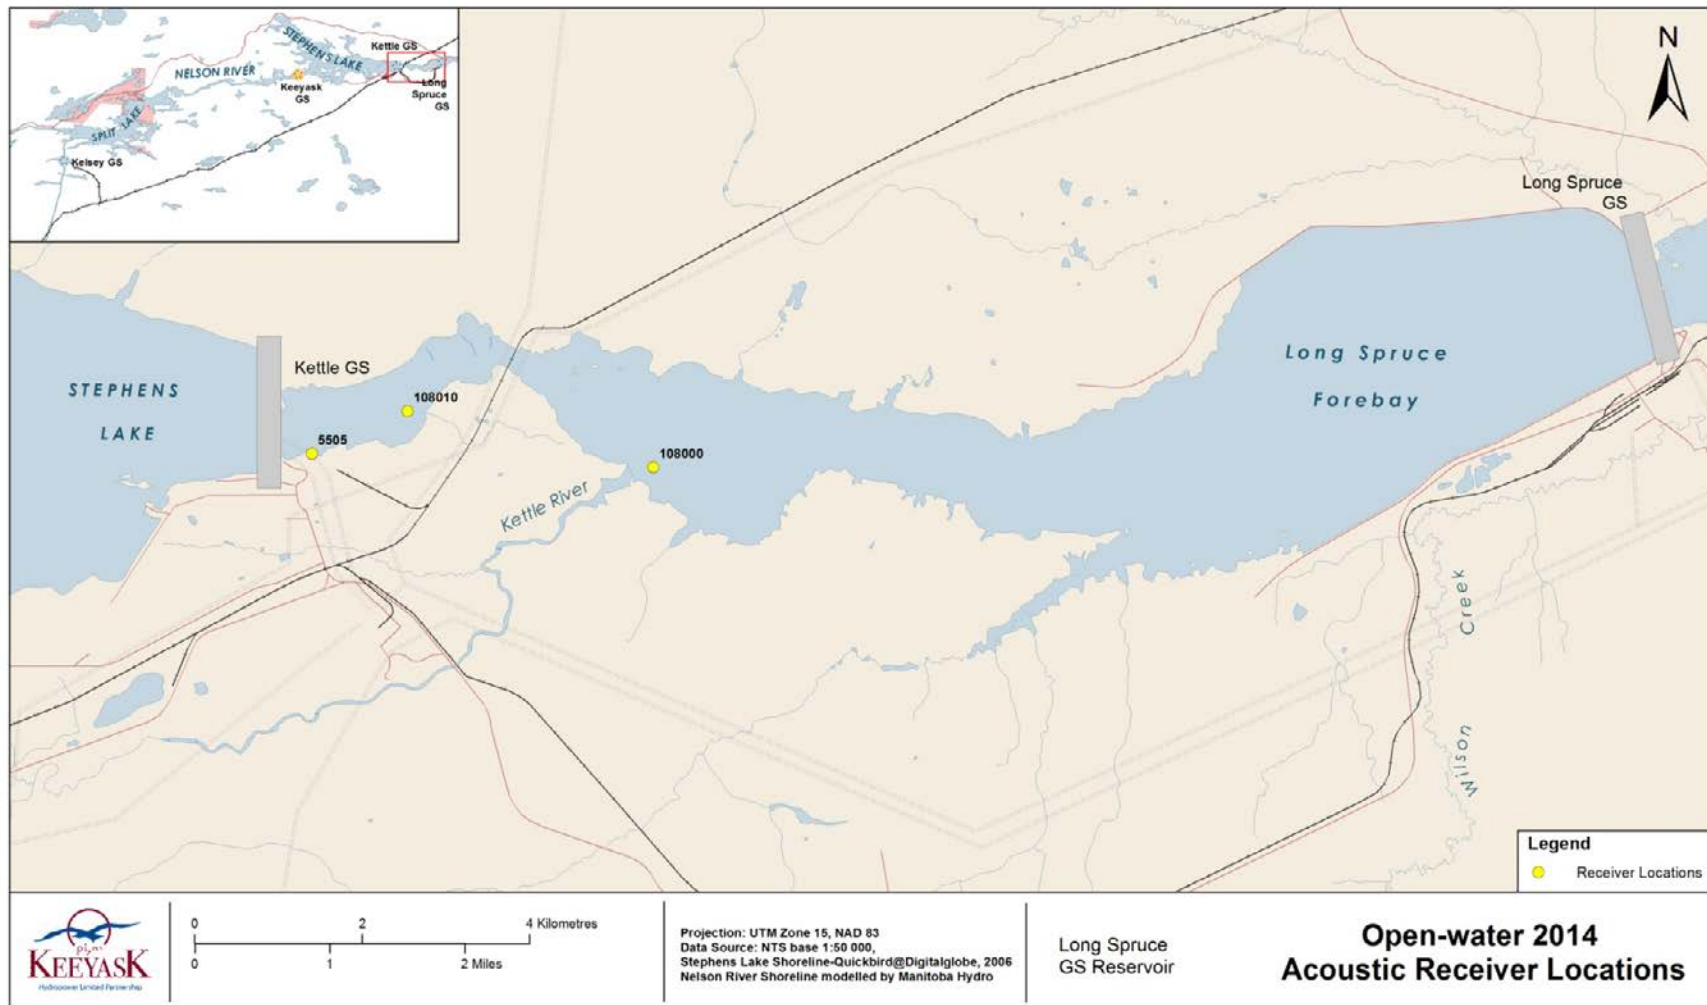 STEPHENS LAKE
Kettle GS
NELSON RIVER
Keeyask
GS
Long
Spruce
GS
SPLIT LAKE
Kelsey GS
N
Long Spruce
GS
Kettle GS
STEPHENS
LAKE
108010
5505
108000
Long Spruce
Forebay
Kettle River
Wilson Creek
Legend
Receiver Locations
KEEYASK
Hydropower Limited Partnership
0 2 4 Kilometres
0 1 2 Miles
Projection: UTM Zone 15, NAD 83
Data Source: NTS base 1:50 000,
Stephens Lake Shoreline-Quickbird@Digitalglobe, 2006
Nelson River Shoreline modelled by Manitoba Hydro
Long Spruce
GS Reservoir
Open-water 2014
Acoustic Receiver Locations